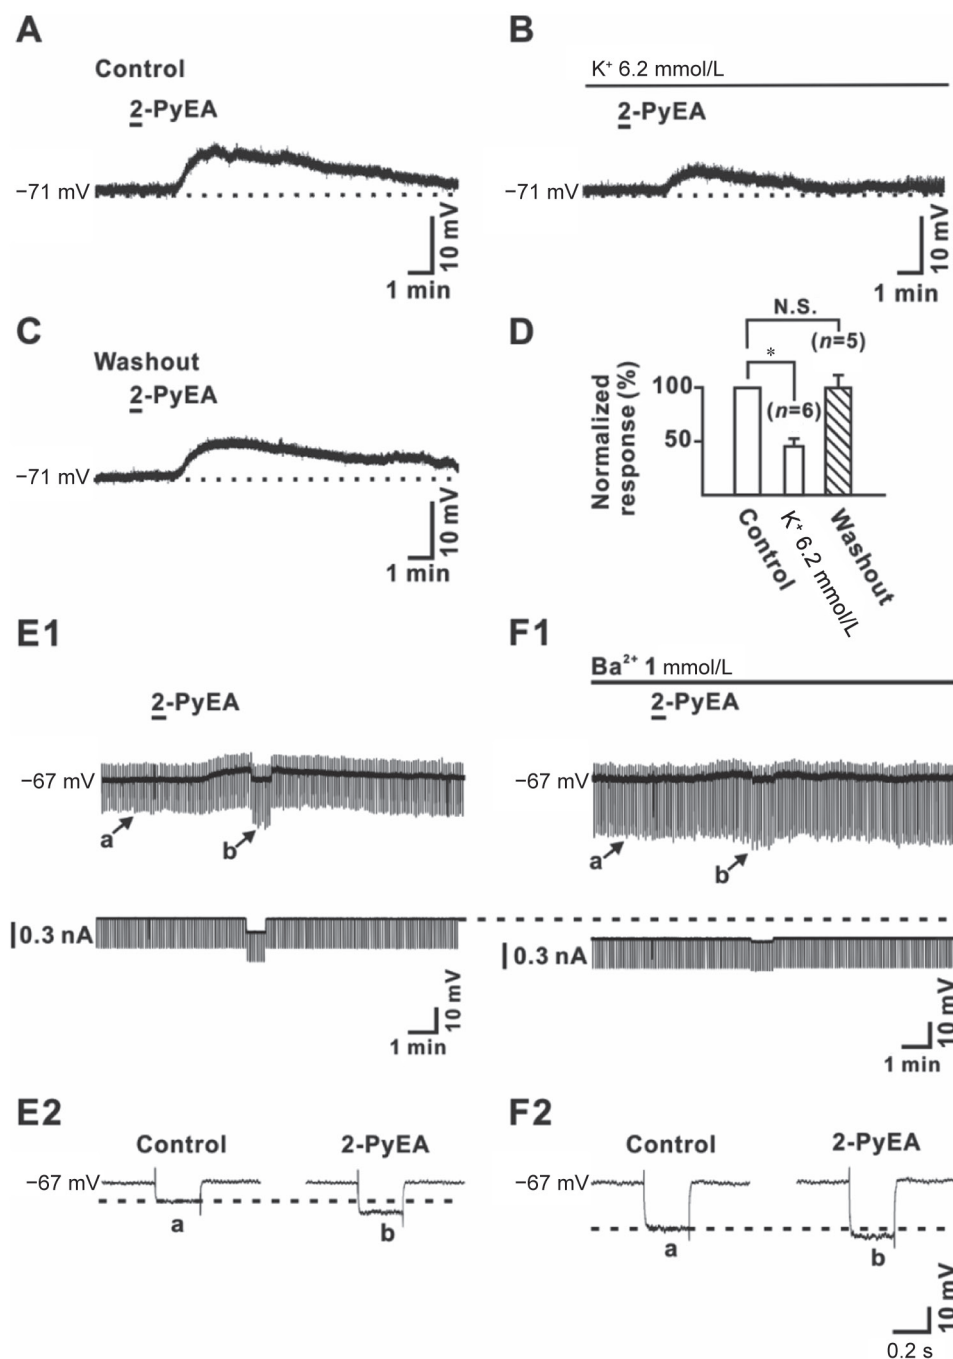 A
Control
2-PyEA
−71 mV
10 mV
1 min
B
K⁺ 6.2 mmol/L
2-PyEA
−71 mV
10 mV
1 min
C
Washout
2-PyEA
−71 mV
10 mV
1 min
D
N.S.
(n=5)
*
(n=6)
Normalized
response (%)
100
50
Control
K⁺ 6.2 mmol/L
Washout
E1
2-PyEA
−67 mV
a
b
0.3 nA
10 mV
1 min
F1
Ba²⁺ 1 mmol/L
2-PyEA
−67 mV
a
b
0.3 nA
10 mV
1 min
E2
Control
2-PyEA
−67 mV
a
b
F2
Control
2-PyEA
−67 mV
a
b
10 mV
0.2 s